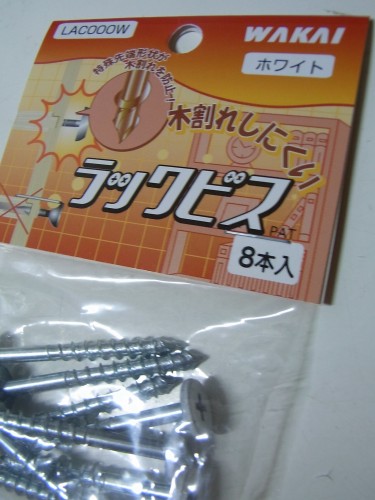 LAC000W
WAKAI
ホワイト
特殊先端形状が
木割れを防止!
木割れしにくい
ラックビス
PAT.
8本入